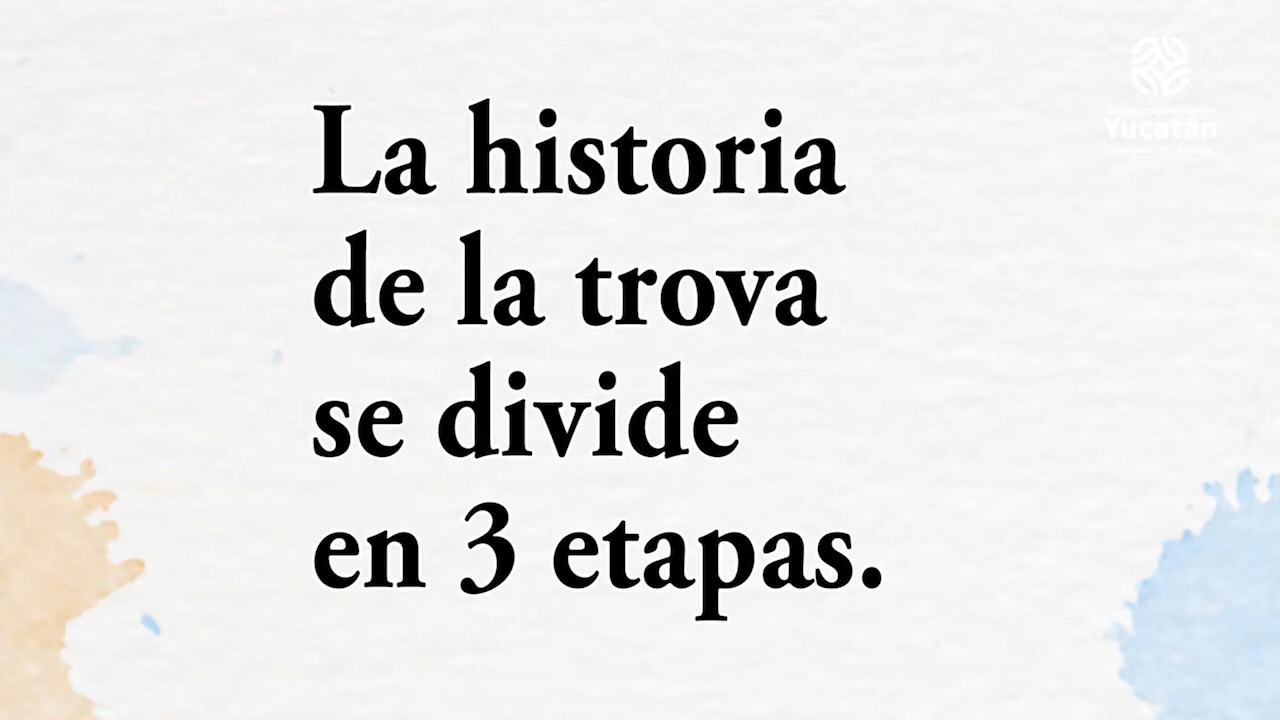 Yucatán
La historia
de la trova
se divide
en 3 etapas.